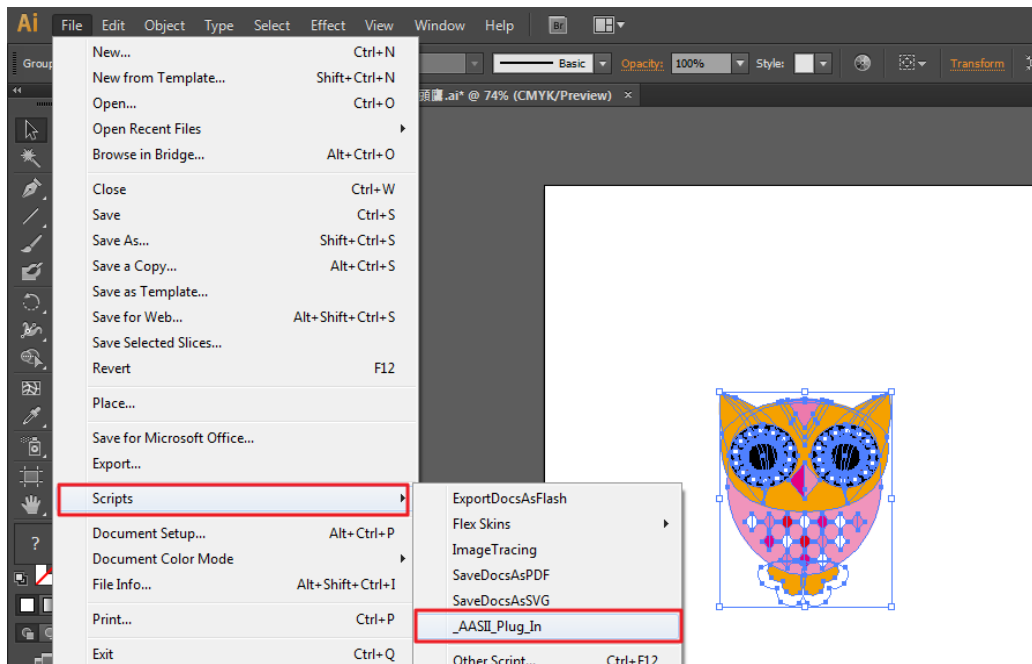 Ai File Edit Object Type Select Effect View Window Help Br
Group Basic Opacity: 100% Style: Transform
頭鷹.ai* @ 74% (CMYK/Preview) ×
New... Ctrl+N
New from Template... Shift+Ctrl+N
Open... Ctrl+O
Open Recent Files
Browse in Bridge... Alt+Ctrl+O
Close Ctrl+W
Save Ctrl+S
Save As... Shift+Ctrl+S
Save a Copy... Alt+Ctrl+S
Save as Template...
Save for Web... Alt+Shift+Ctrl+S
Save Selected Slices...
Revert F12
Place...
Save for Microsoft Office...
Export...
Scripts
Document Setup... Alt+Ctrl+P
Document Color Mode
File Info... Alt+Shift+Ctrl+I
Print... Ctrl+P
Exit Ctrl+Q
ExportDocsAsFlash
Flex Skins
ImageTracing
SaveDocsAsPDF
SaveDocsAsSVG
_AASII_Plug_In
Other Script... Ctrl+F12
?